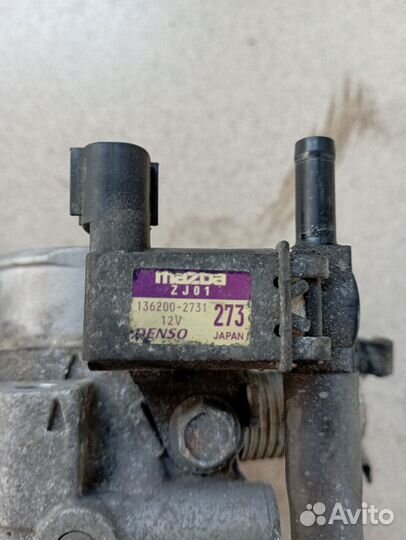 mazda
ZJ01
136200-2731 273
12V
DENSO JAPAN
Avito